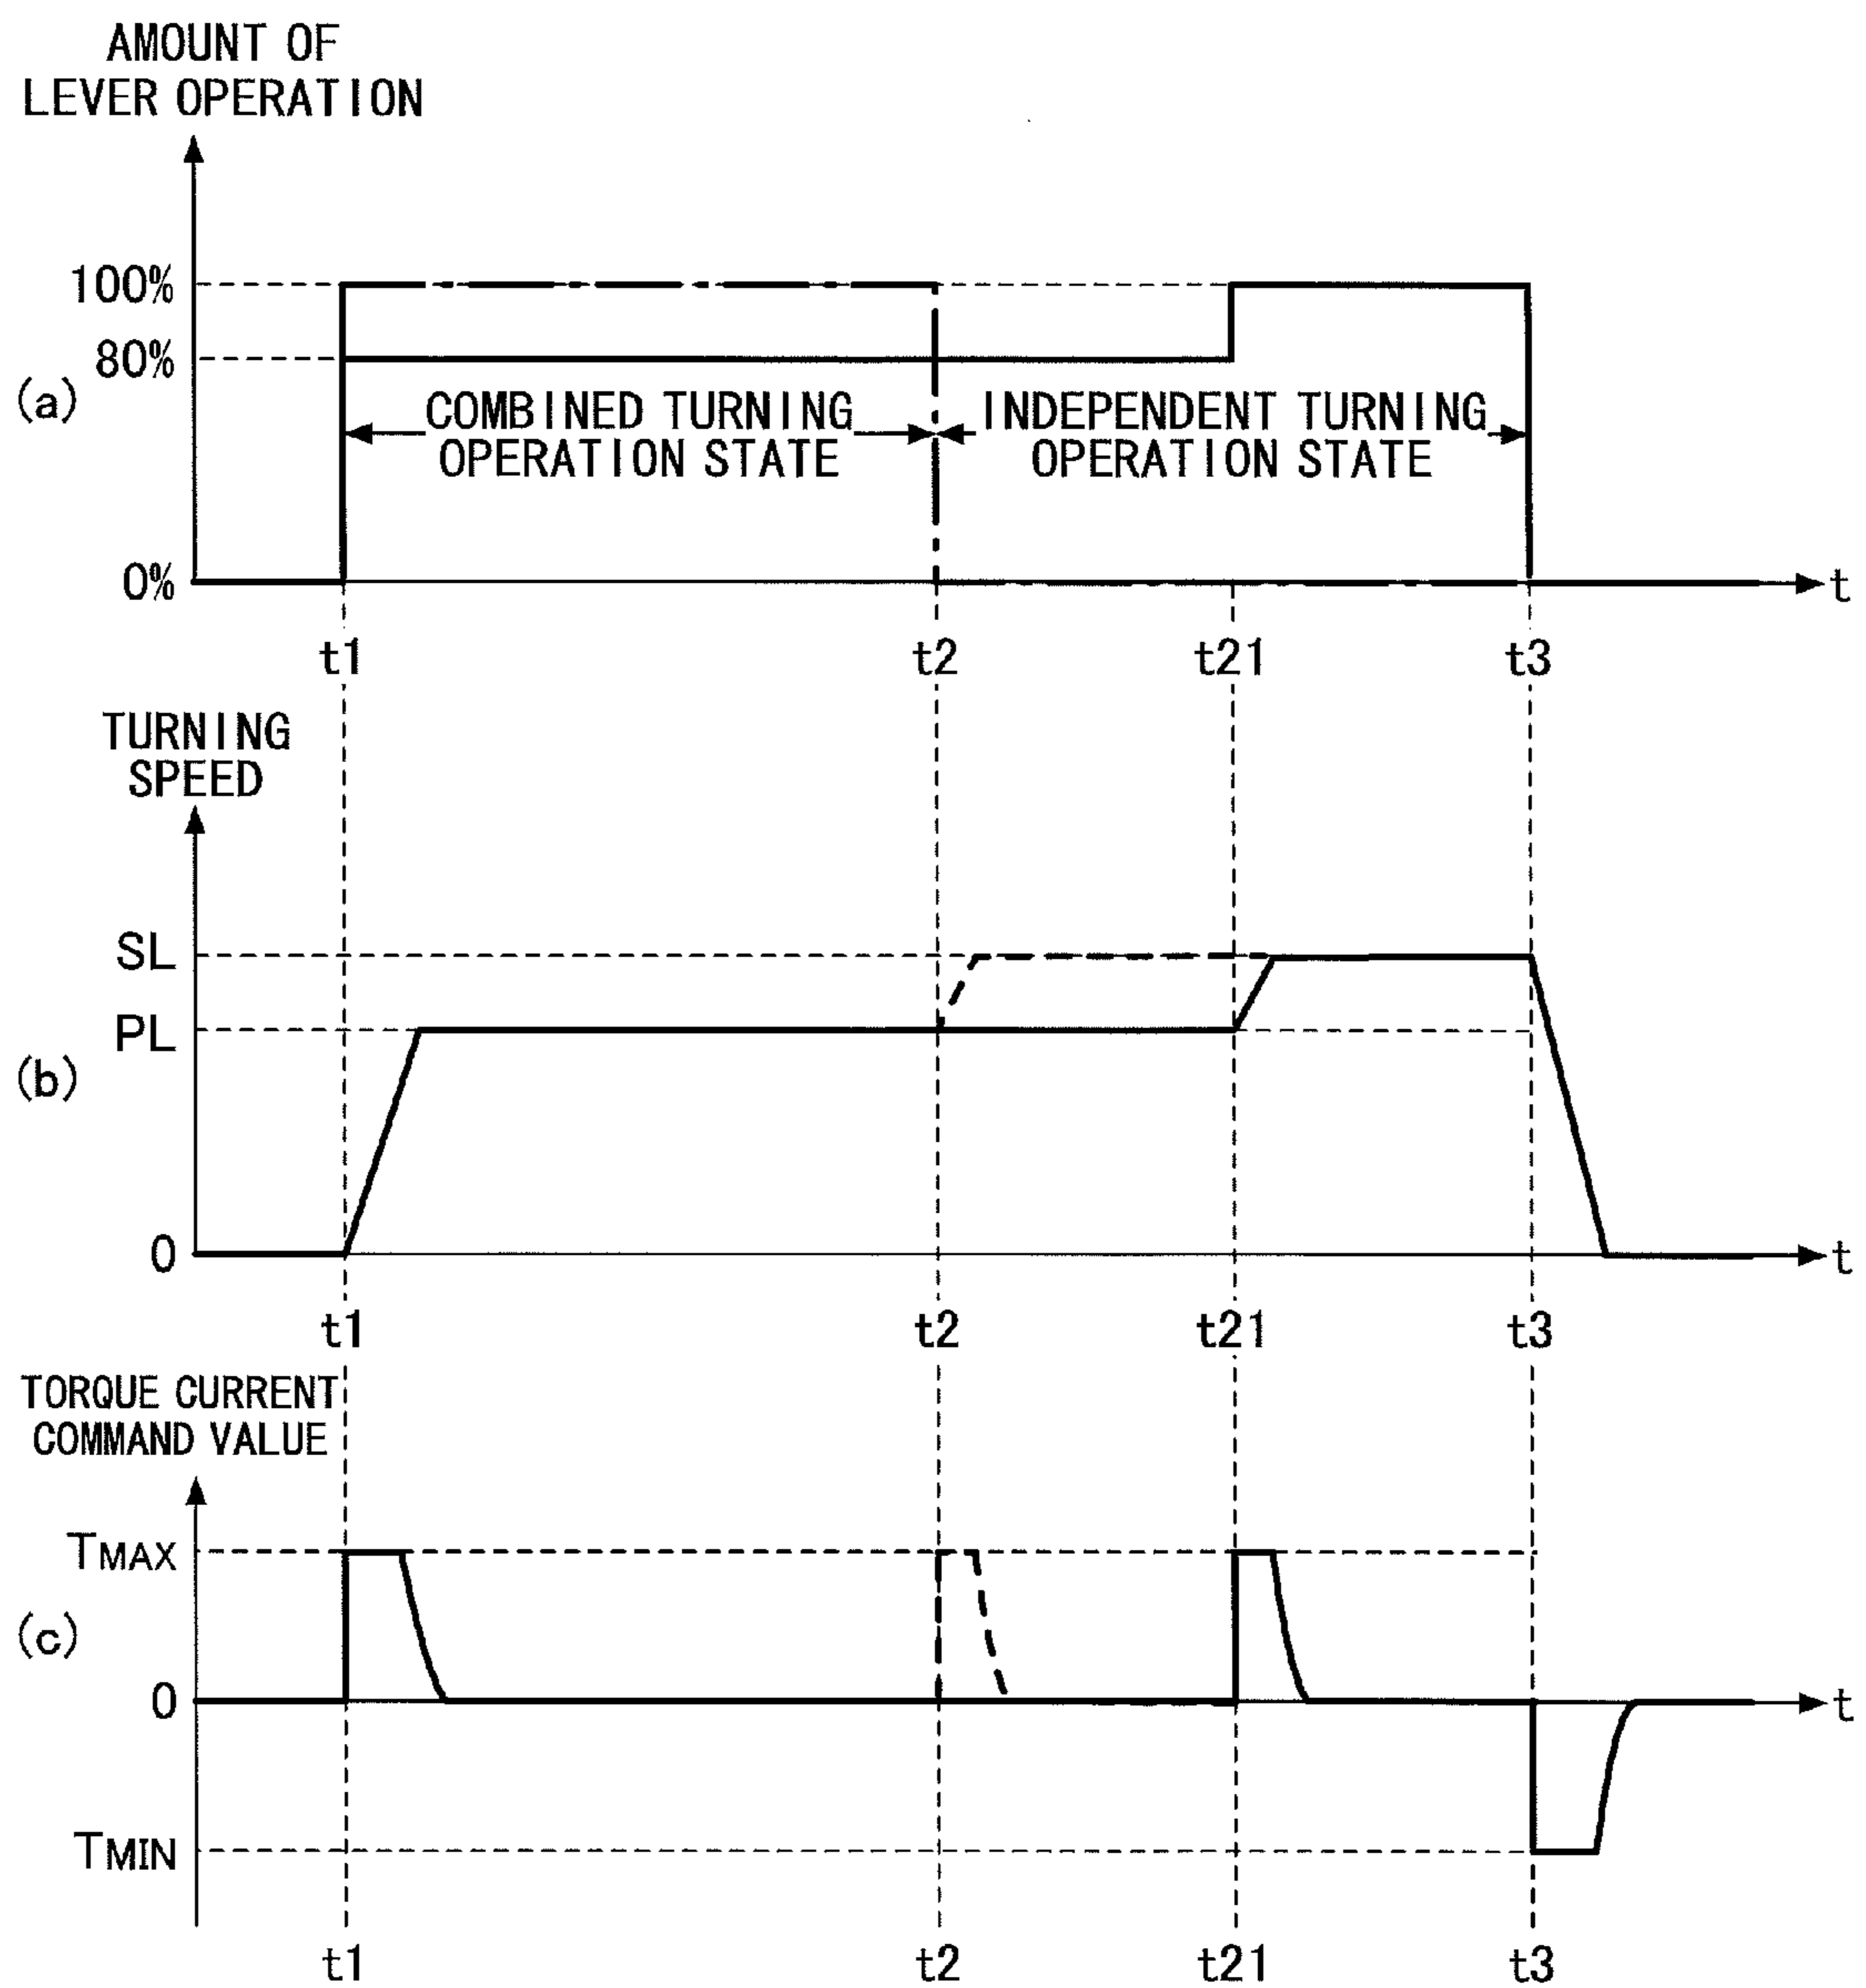 AMOUNT OF
LEVER OPERATION
100%
80%
(a)
COMBINED TURNING
OPERATION STATE
INDEPENDENT TURNING
OPERATION STATE
0%
t
t1 t2 t21 t3
TURNING
SPEED
SL
PL
(b)
0
t
t1 t2 t21 t3
TORQUE CURRENT
COMMAND VALUE
TMAX
(c)
0
t
TMIN
t1 t2 t21 t3